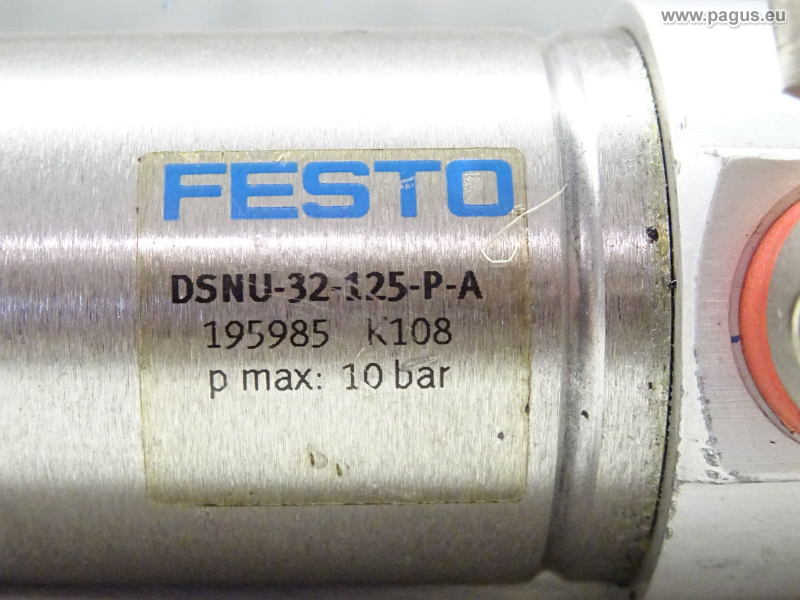 www.pagus.eu
FESTO
DSNU-32-125-P-A
195985 K108
p max: 10 bar